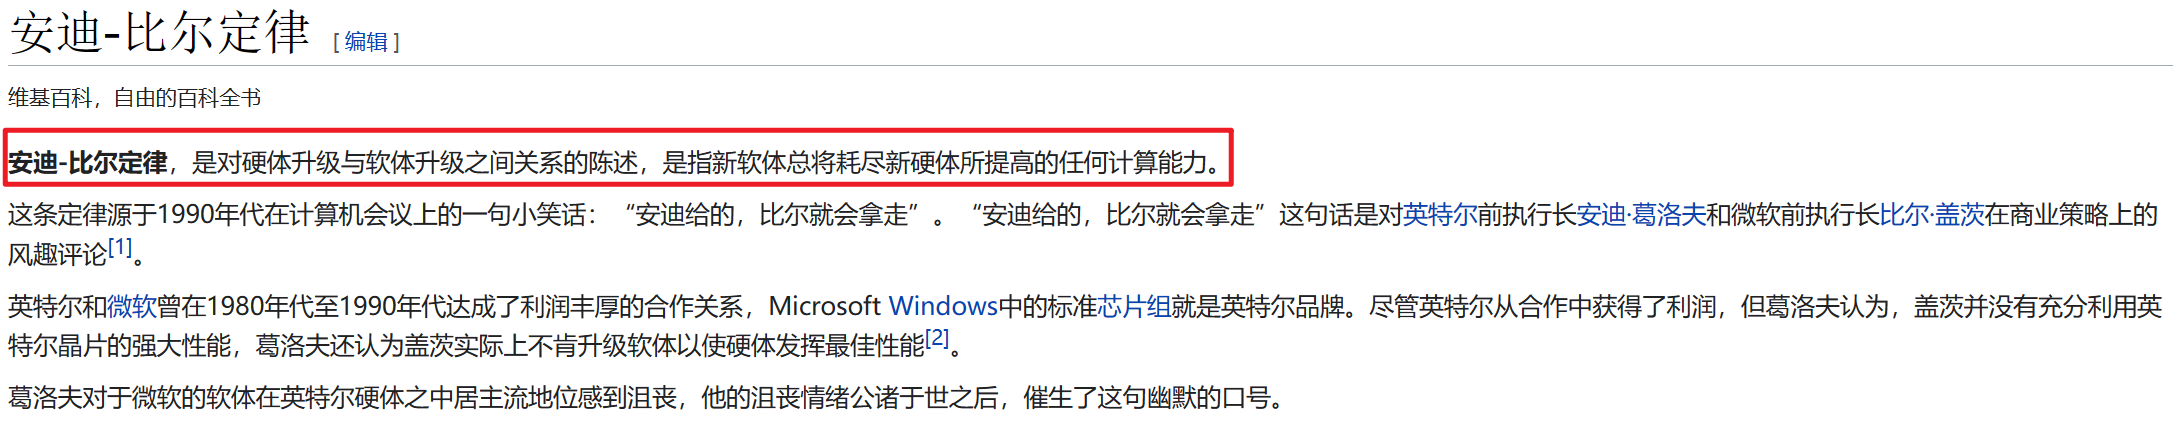 安迪-比尔定律 [ 编辑 ]
维基百科，自由的百科全书
安迪-比尔定律，是对硬体升级与软体升级之间关系的陈述，是指新软体总将耗尽新硬体所提高的任何计算能力。
这条定律源于1990年代在计算机会议上的一句小笑话：“安迪给的，比尔就会拿走”。“安迪给的，比尔就会拿走”这句话是对英特尔前执行长安迪·葛洛夫和微软前执行长比尔·盖茨在商业策略上的
风趣评论[1]。
英特尔和微软曾在1980年代至1990年代达成了利润丰厚的合作关系，Microsoft Windows中的标准芯片组就是英特尔品牌。尽管英特尔从合作中获得了利润，但葛洛夫认为，盖茨并没有充分利用英
特尔晶片的强大性能，葛洛夫还认为盖茨实际上不肯升级软体以使硬体发挥最佳性能[2]。
葛洛夫对于微软的软体在英特尔硬体之中居主流地位感到沮丧，他的沮丧情绪公诸于世之后，催生了这句幽默的口号。